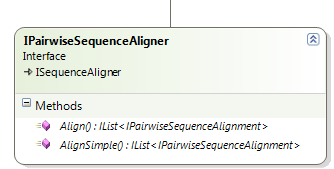 IPairwiseSequenceAligner
Interface
ISequenceAligner
Methods
Align() : IList<IPairwiseSequenceAlignment>
AlignSimple() : IList<IPairwiseSequenceAlignment>